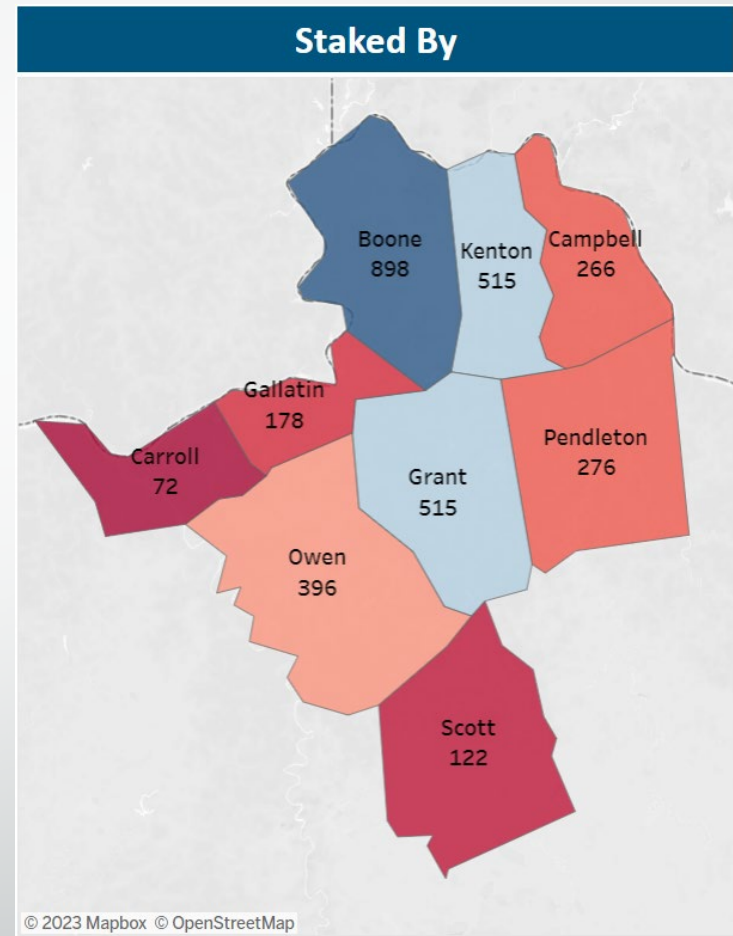 Staked By
Boone
898
Kenton
515
Campbell
266
Gallatin
178
Carroll
72
Grant
515
Pendleton
276
Owen
396
Scott
122
© 2023 Mapbox © OpenStreetMap